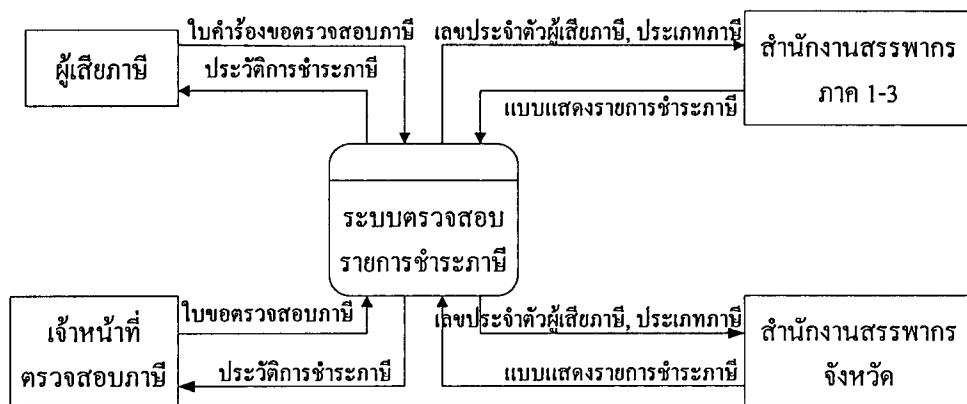 ใบคำร้องขอตรวจสอบภาษี
ผู้เสียภาษี
ประวัติการชำระภาษี
เลขประจำตัวผู้เสียภาษี, ประเภทภาษี
สำนักงานสรรพากร
ภาค 1-3
แบบแสดงรายการชำระภาษี
ระบบตรวจสอบ
รายการชำระภาษี
เจ้าหน้าที่
ตรวจสอบภาษี
ใบขอตรวจสอบภาษี
ประวัติการชำระภาษี
เลขประจำตัวผู้เสียภาษี, ประเภทภาษี
สำนักงานสรรพากร
จังหวัด
แบบแสดงรายการชำระภาษี